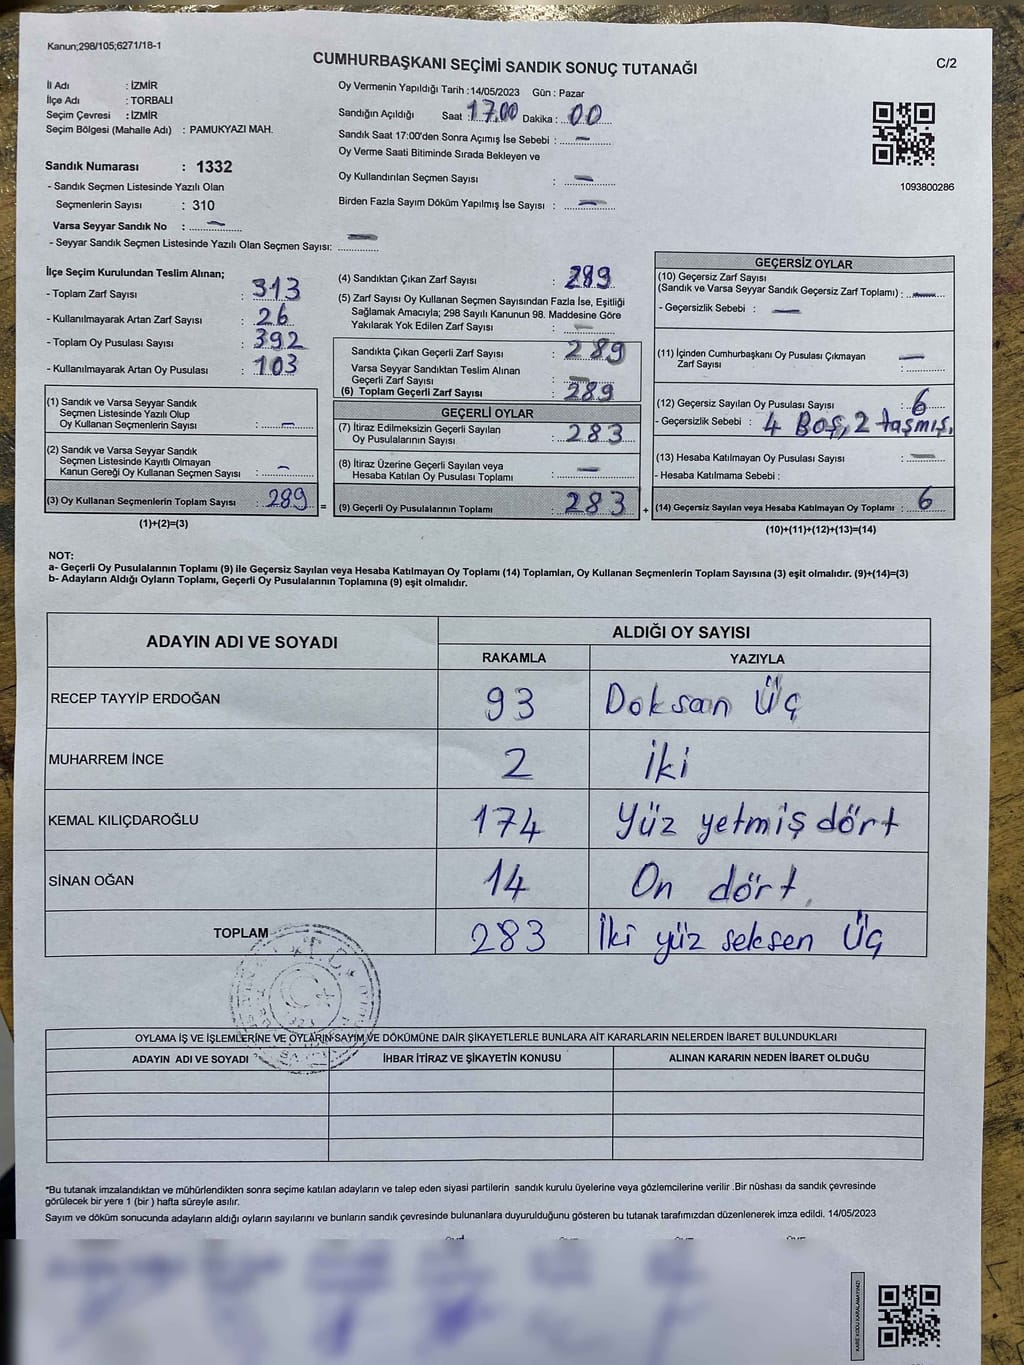 Kanun;298/105;6271/18-1
CUMHURBAŞKANI SEÇİMİ SANDIK SONUÇ TUTANAĞI
C/2
İl Adı : İZMİR
İlçe Adı : TORBALI
Seçim Çevresi : İZMİR
Seçim Bölgesi (Mahalle Adı) : PAMUKYAZI MAH.
Oy Vermenin Yapıldığı Tarih :14/05/2023 Gün : Pazar
Sandığın Açıldığı Saat : 17,00 Dakika : 00
Sandık Saat 17:00'den Sonra Açımış İse Sebebi : —
Oy Verme Saati Bitiminde Sırada Bekleyen ve
Oy Kullandırılan Seçmen Sayısı : —
Birden Fazla Sayım Döküm Yapılmış İse Sayısı : —
1093800286
Sandık Numarası : 1332
- Sandık Seçmen Listesinde Yazılı Olan
Seçmenlerin Sayısı : 310
Varsa Seyyar Sandık No : —
- Seyyar Sandık Seçmen Listesinde Yazılı Olan Seçmen Sayısı: —
İlçe Seçim Kurulundan Teslim Alınan;
- Toplam Zarf Sayısı : 313
- Kullanılmayarak Artan Zarf Sayısı : 26
- Toplam Oy Pusulası Sayısı : 392
- Kullanılmayarak Artan Oy Pusulası : 103
(1) Sandık ve Varsa Seyyar Sandık
Seçmen Listesinde Yazılı Olup
Oy Kullanan Seçmenlerin Sayısı : —
(2) Sandık ve Varsa Seyyar Sandık
Seçmen Listesinde Kayıtlı Olmayan
Kanun Gereği Oy Kullanan Seçmen Sayısı : —
(3) Oy Kullanan Seçmenlerin Toplam Sayısı : 289
(1)+(2)=(3)
=
(4) Sandıktan Çıkan Zarf Sayısı : 289
(5) Zarf Sayısı Oy Kullanan Seçmen Sayısından Fazla İse, Eşitliği
Sağlamak Amacıyla; 298 Sayılı Kanunun 98. Maddesine Göre
Yakılarak Yok Edilen Zarf Sayısı : —
Sandıkta Çıkan Geçerli Zarf Sayısı : 289
Varsa Seyyar Sandıktan Teslim Alınan
Geçerli Zarf Sayısı : —
(6) Toplam Geçerli Zarf Sayısı : 289
GEÇERLİ OYLAR
(7) İtiraz Edilmeksizin Geçerli Sayılan
Oy Pusulalarının Sayısı : 283
(8) İtiraz Üzerine Geçerli Sayılan veya
Hesaba Katılan Oy Pusulası Toplamı : —
(9) Geçerli Oy Pusulalarının Toplamı : 283
+
GEÇERSİZ OYLAR
(10) Geçersiz Zarf Sayısı
(Sandık ve Varsa Seyyar Sandık Geçersiz Zarf Toplamı) : —
- Geçersizlik Sebebi : —
(11) İçinden Cumhurbaşkanı Oy Pusulası Çıkmayan
Zarf Sayısı : —
(12) Geçersiz Sayılan Oy Pusulası Sayısı : 6
- Geçersizlik Sebebi : 4 Boş, 2 taşmış.
(13) Hesaba Katılmayan Oy Pusulası Sayısı : —
- Hesaba Katılmama Sebebi :
(14) Geçersiz Sayılan veya Hesaba Katılmayan Oy Toplamı : 6
(10)+(11)+(12)+(13)=(14)
NOT:
a- Geçerli Oy Pusulalarının Toplamı (9) ile Geçersiz Sayılan veya Hesaba Katılmayan Oy Toplamı (14) Toplamları, Oy Kullanan Seçmenlerin Toplam Sayısına (3) eşit olmalıdır. (9)+(14)=(3)
b- Adayların Aldığı Oyların Toplamı, Geçerli Oy Pusulalarının Toplamına (9) eşit olmalıdır.
ADAYIN ADI VE SOYADI
ALDIĞI OY SAYISI
RAKAMLA YAZIYLA
RECEP TAYYİP ERDOĞAN 93 Doksan Üç
MUHARREM İNCE 2 İki
KEMAL KILIÇDAROĞLU 174 Yüz yetmiş dört
SİNAN OĞAN 14 On dört.
TOPLAM 283 İki yüz seksen Üç
T.C.
OYLAMA İŞ VE İŞLEMLERİNE VE OYLARIN SAYIM VE DÖKÜMÜNE DAİR ŞİKAYETLERLE BUNLARA AİT KARARLARIN NELERDEN İBARET BULUNDUKLARI
ADAYIN ADI VE SOYADI İHBAR İTİRAZ VE ŞİKAYETİN KONUSU ALINAN KARARIN NEDEN İBARET OLDUĞU
*Bu tutanak imzalandıktan ve mühürlendikten sonra seçime katılan adayların ve talep eden siyasi partilerin sandık kurulu üyelerine veya gözlemcilerine verilir .Bir nüshası da sandık çevresinde
görülecek bir yere 1 (bir ) hafta süreyle asılır.
Sayım ve döküm sonucunda adayların aldığı oyların sayılarını ve bunların sandık çevresinde bulunanlara duyurulduğunu gösteren bu tutanak tarafımızdan düzenlenerek imza edildi. 14/05/2023